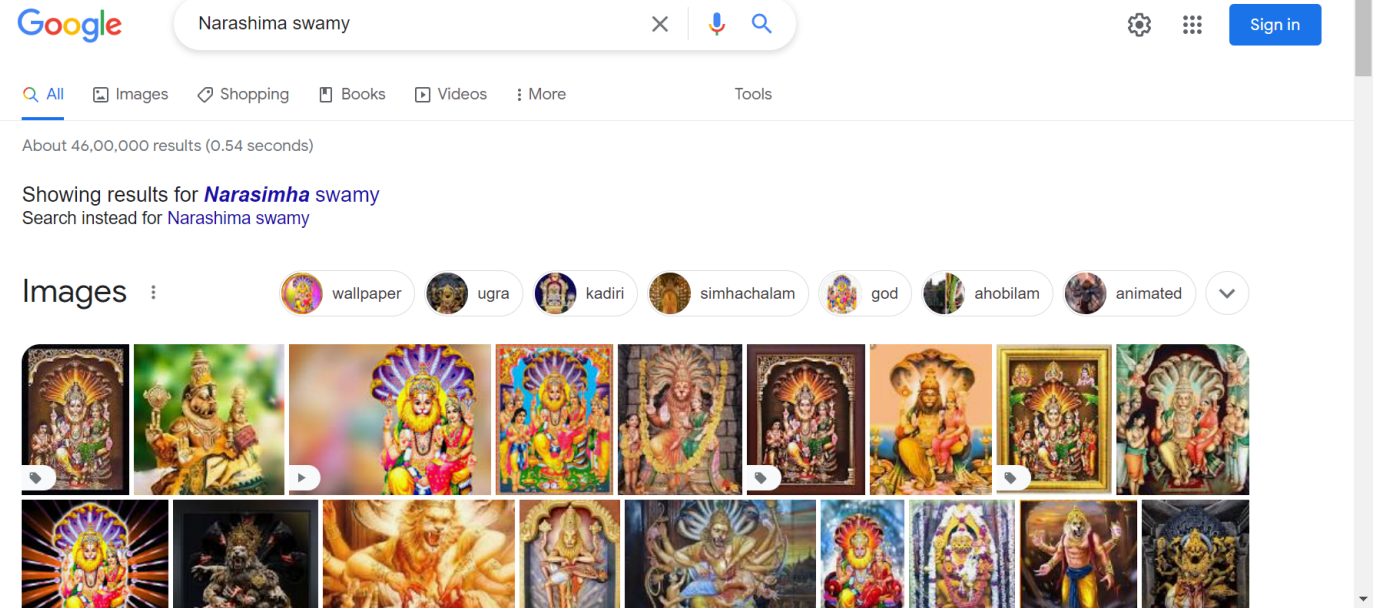 Google
Narashima swamy
Sign in
All
Images
Shopping
Books
Videos
More
Tools
About 46,00,000 results (0.54 seconds)
Showing results for Narasimha swamy
Search instead for Narashima swamy
Images
wallpaper
ugra
kadiri
simhachalam
god
ahobilam
animated